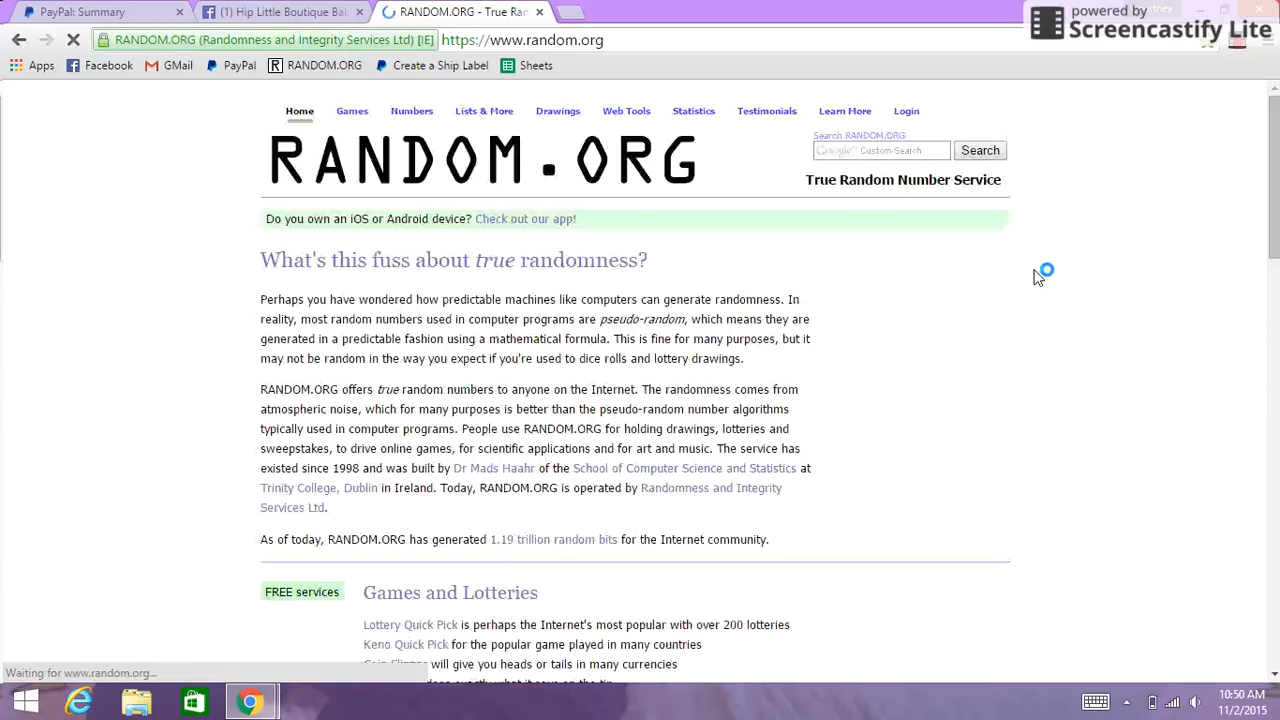 powered by
Screencastify Lite
PayPal: Summary
(1) Hip Little Boutique Bal
RANDOM.ORG - True Ran
RANDOM.ORG (Randomness and Integrity Services Ltd) [IE] https://www.random.org
Apps Facebook GMail PayPal RANDOM.ORG Create a Ship Label Sheets
Home Games Numbers Lists & More Drawings Web Tools Statistics Testimonials Learn More Login
RANDOM.ORG
Search RANDOM.ORG
Google Custom Search Search
True Random Number Service
Do you own an iOS or Android device? Check out our app!
What's this fuss about true randomness?
Perhaps you have wondered how predictable machines like computers can generate randomness. In
reality, most random numbers used in computer programs are pseudo-random, which means they are
generated in a predictable fashion using a mathematical formula. This is fine for many purposes, but it
may not be random in the way you expect if you're used to dice rolls and lottery drawings.
RANDOM.ORG offers true random numbers to anyone on the Internet. The randomness comes from
atmospheric noise, which for many purposes is better than the pseudo-random number algorithms
typically used in computer programs. People use RANDOM.ORG for holding drawings, lotteries and
sweepstakes, to drive online games, for scientific applications and for art and music. The service has
existed since 1998 and was built by Dr Mads Haahr of the School of Computer Science and Statistics at
Trinity College, Dublin in Ireland. Today, RANDOM.ORG is operated by Randomness and Integrity
Services Ltd.
As of today, RANDOM.ORG has generated 1.19 trillion random bits for the Internet community.
FREE services
Games and Lotteries
Lottery Quick Pick is perhaps the Internet's most popular with over 200 lotteries
Keno Quick Pick for the popular game played in many countries
will give you heads or tails in many currencies
Waiting for www.random.org...
10:50 AM
11/2/2015